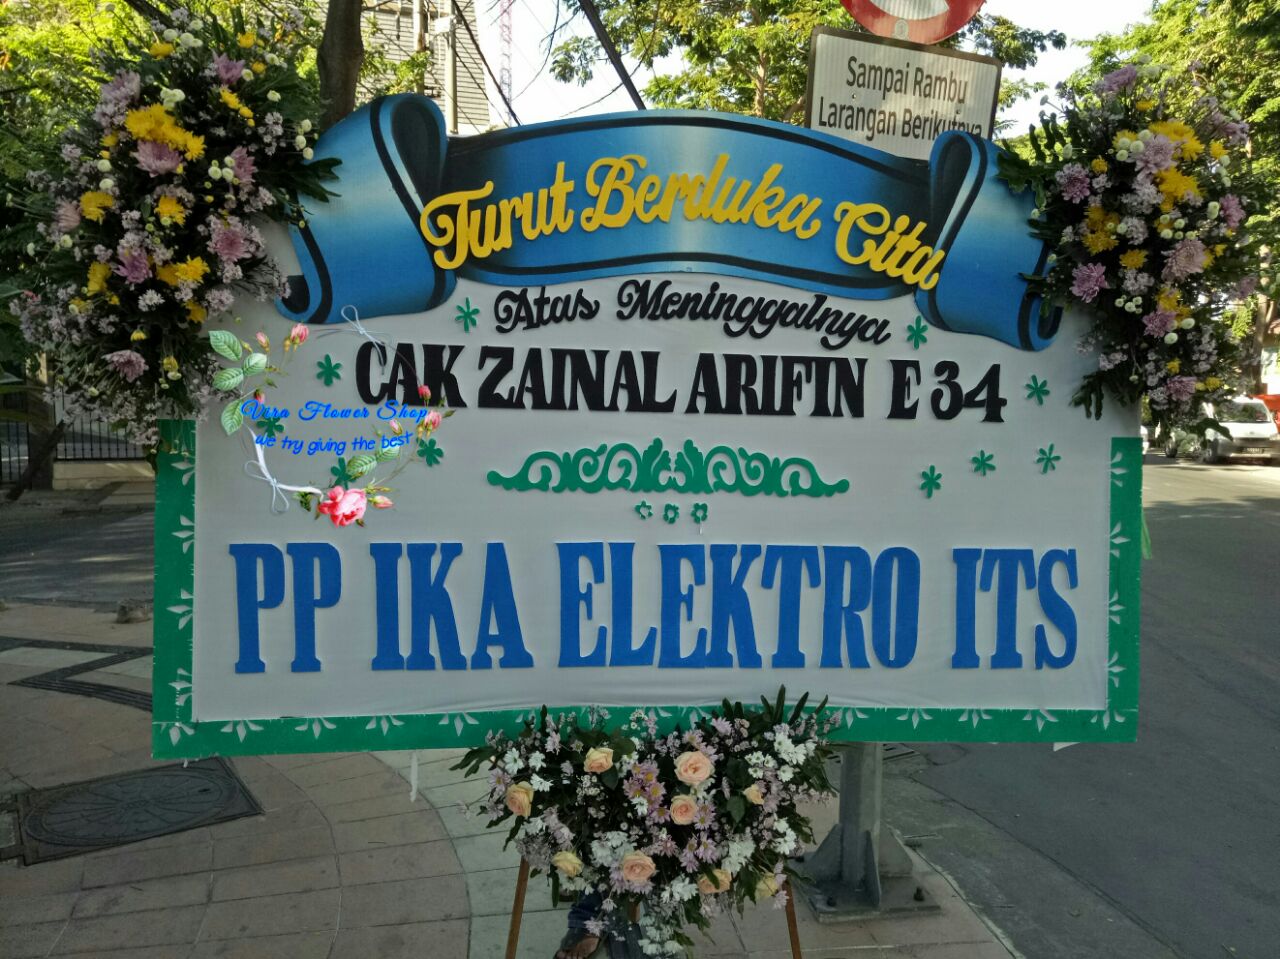 Sampai Rambu
Larangan Berikutnya
Turut Berduka Cita
Atas Meninggalnya
CAK ZAINAL ARIFIN E 34
Vira Flower Shop
we try giving the best
PP IKA ELEKTRO ITS